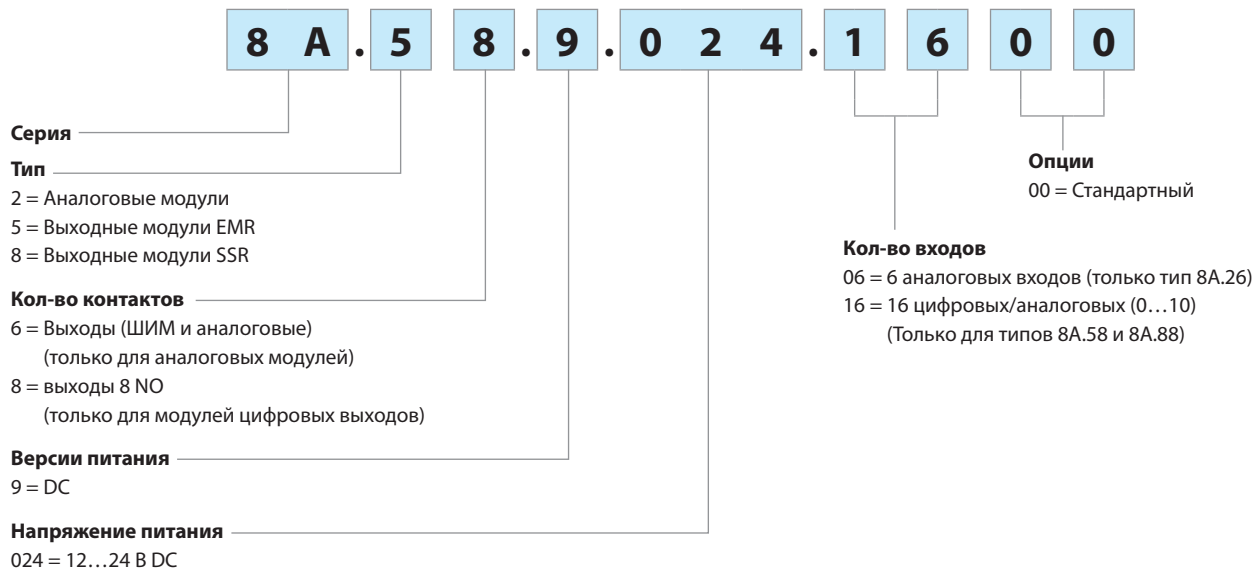 8 A . 5 8 . 9 . 0 2 4 . 1 6 0 0
Серия
Тип
2 = Аналоговые модули
5 = Выходные модули EMR
8 = Выходные модули SSR
Кол-во контактов
6 = Выходы (ШИМ и аналоговые)
(только для аналоговых модулей)
8 = выходы 8 NO
(только для модулей цифровых выходов)
Версии питания
9 = DC
Напряжение питания
024 = 12…24 В DC
Опции
00 = Стандартный
Кол-во входов
06 = 6 аналоговых входов (только тип 8A.26)
16 = 16 цифровых/аналоговых (0…10)
(Только для типов 8A.58 и 8A.88)